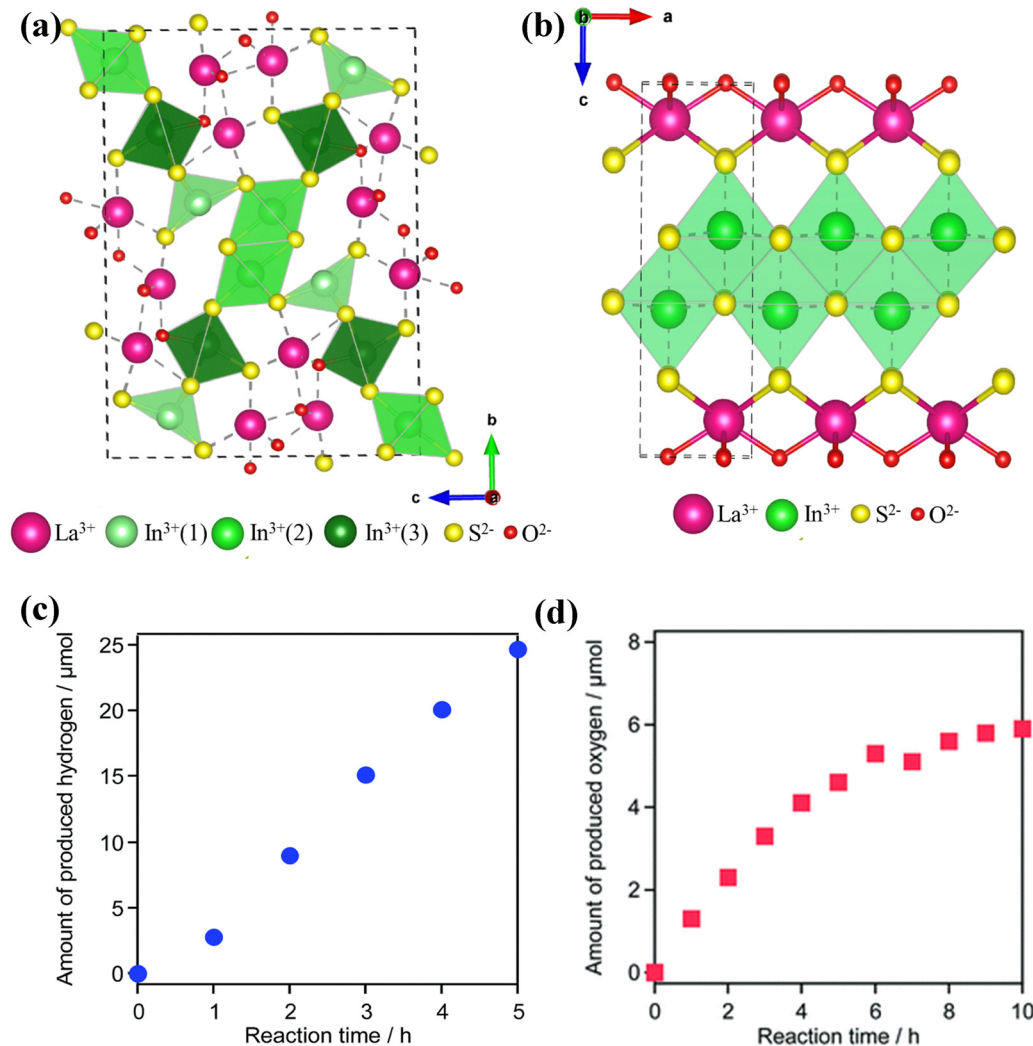 (a)
b
c
a
La³⁺ In³⁺(1) In³⁺(2) In³⁺(3) S²⁻ O²⁻
(b)
b a
c
La³⁺ In³⁺ S²⁻ O²⁻
(c)
Amount of produced hydrogen / μmol
25
20
15
10
5
0
0 1 2 3 4 5
Reaction time / h
(d)
Amount of produced oxygen / μmol
8
6
4
2
0
0 2 4 6 8 10
Reaction time / h